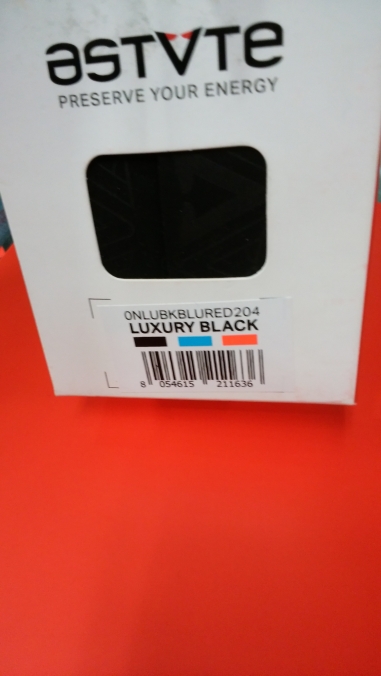 astvte
PRESERVE YOUR ENERGY
0NLUBKBLURED204
LUXURY BLACK
8 054615 211636